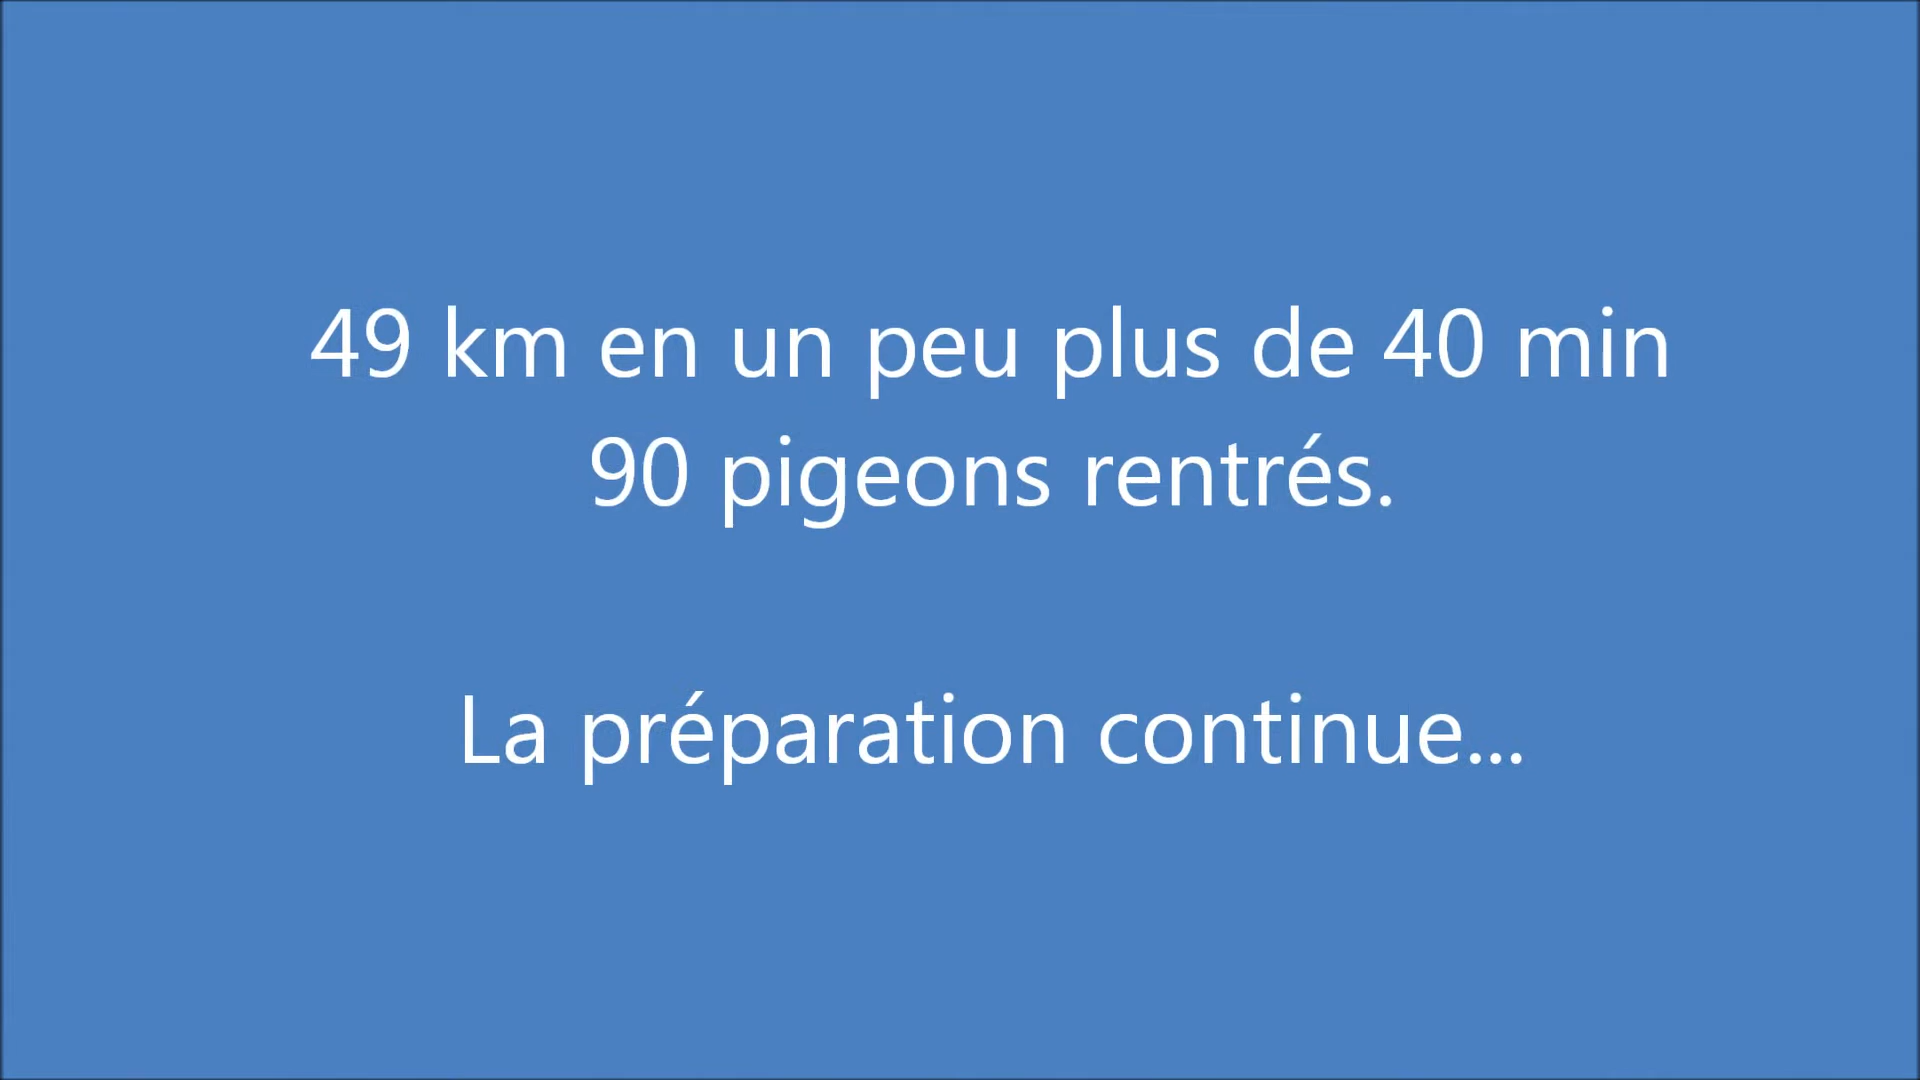 49 km en un peu plus de 40 min
90 pigeons rentrés.
La préparation continue...